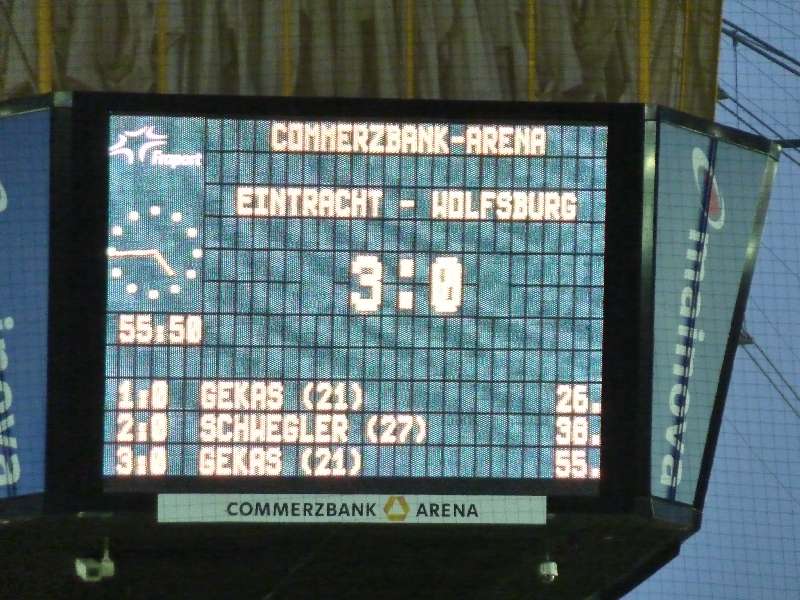 COMMERZBANK-ARENA
Fraport
EINTRACHT - WOLFSBURG
3:0
55:50
1:0 GEKAS (21) 26.
2:0 SCHWEGLER (27) 38.
3:0 GEKAS (21) 55.
COMMERZBANK ARENA
mainova